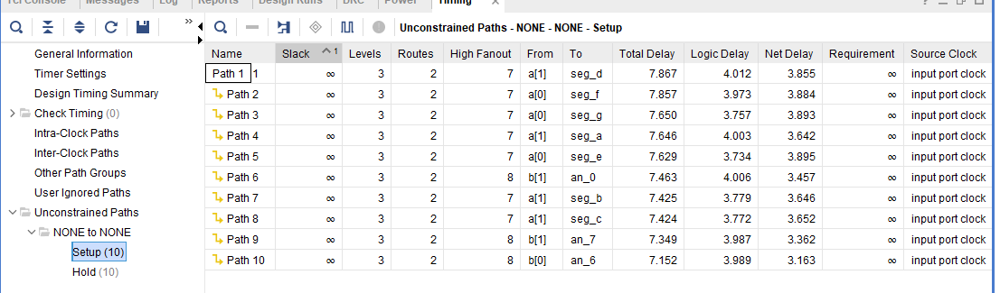 Tcl Console Messages Log Reports Design Runs DRC Power Timing
Unconstrained Paths - NONE - NONE - Setup
General Information
Timer Settings
Design Timing Summary
Check Timing (0)
Intra-Clock Paths
Inter-Clock Paths
Other Path Groups
User Ignored Paths
Unconstrained Paths
NONE to NONE
Setup (10)
Hold (10)
Name Slack 1 Levels Routes High Fanout From To Total Delay Logic Delay Net Delay Requirement Source Clock
Path 1 1 ∞ 3 2 7 a[1] seg_d 7.867 4.012 3.855 ∞ input port clock
Path 2 ∞ 3 2 7 a[0] seg_f 7.857 3.973 3.884 ∞ input port clock
Path 3 ∞ 3 2 7 a[0] seg_g 7.650 3.757 3.893 ∞ input port clock
Path 4 ∞ 3 2 7 a[1] seg_a 7.646 4.003 3.642 ∞ input port clock
Path 5 ∞ 3 2 7 a[0] seg_e 7.629 3.734 3.895 ∞ input port clock
Path 6 ∞ 3 2 8 b[1] an_0 7.463 4.006 3.457 ∞ input port clock
Path 7 ∞ 3 2 7 a[1] seg_b 7.425 3.779 3.646 ∞ input port clock
Path 8 ∞ 3 2 7 a[1] seg_c 7.424 3.772 3.652 ∞ input port clock
Path 9 ∞ 3 2 8 b[1] an_7 7.349 3.987 3.362 ∞ input port clock
Path 10 ∞ 3 2 8 b[0] an_6 7.152 3.989 3.163 ∞ input port clock